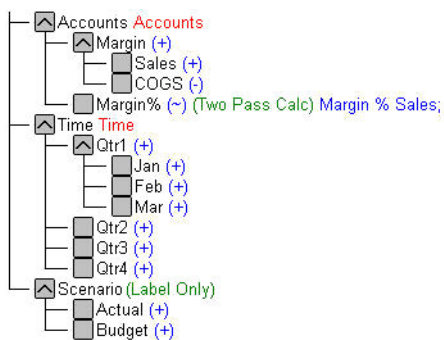 Accounts Accounts
Margin (+)
Sales (+)
COGS (-)
Margin% (~) (Two Pass Calc) Margin % Sales;
Time Time
Qtr1 (+)
Jan (+)
Feb (+)
Mar (+)
Qtr2 (+)
Qtr3 (+)
Qtr4 (+)
Scenario (Label Only)
Actual (+)
Budget (+)